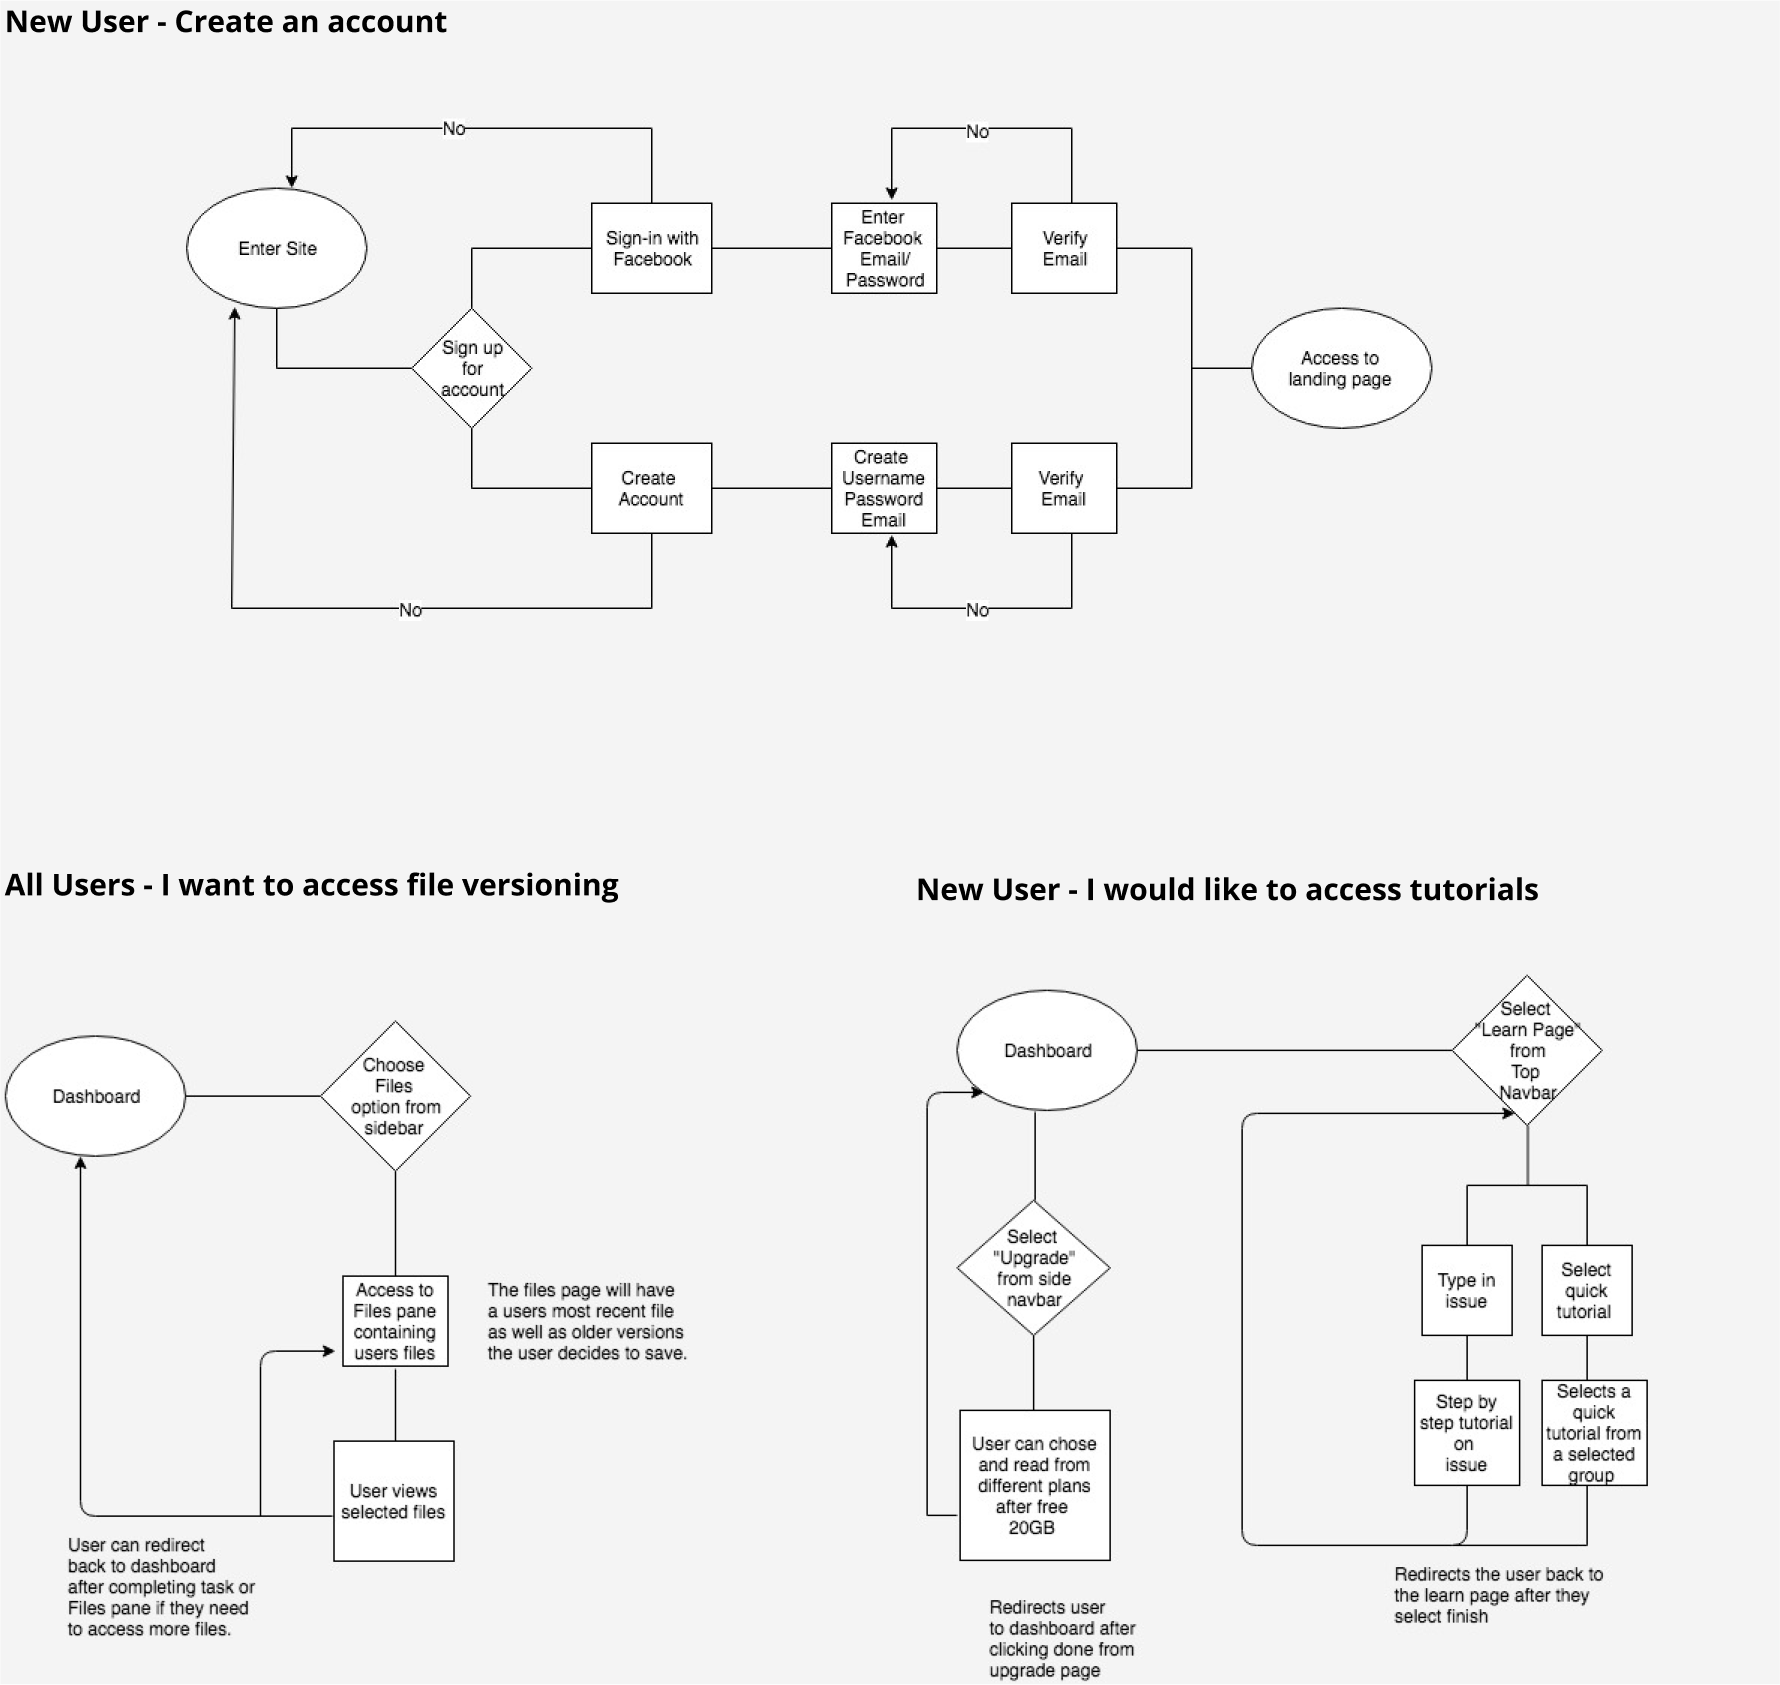 New User - Create an account
No
No
Enter Site
Sign-in with
Facebook
Enter
Facebook
Email/
Password
Verify
Email
Sign up
for
account
Access to
landing page
Create
Account
Create
Username
Password
Email
Verify
Email
No
No
All Users - I want to access file versioning
Dashboard
Choose
Files
option from
sidebar
Access to
Files pane
containing
users files
The files page will have
a users most recent file
as well as older versions
the user decides to save.
User views
selected files
User can redirect
back to dashboard
after completing task or
Files pane if they need
to access more files.
New User - I would like to access tutorials
Dashboard
Select
"Learn Page"
from
Top
Navbar
Select
"Upgrade"
from side
navbar
User can chose
and read from
different plans
after free
20GB
Redirects user
to dashboard after
clicking done from
upgrade page
Type in
issue
Select
quick
tutorial
Step by
step tutorial
on
issue
Selects a
quick
tutorial from
a selected
group
Redirects the user back to
the learn page after they
select finish